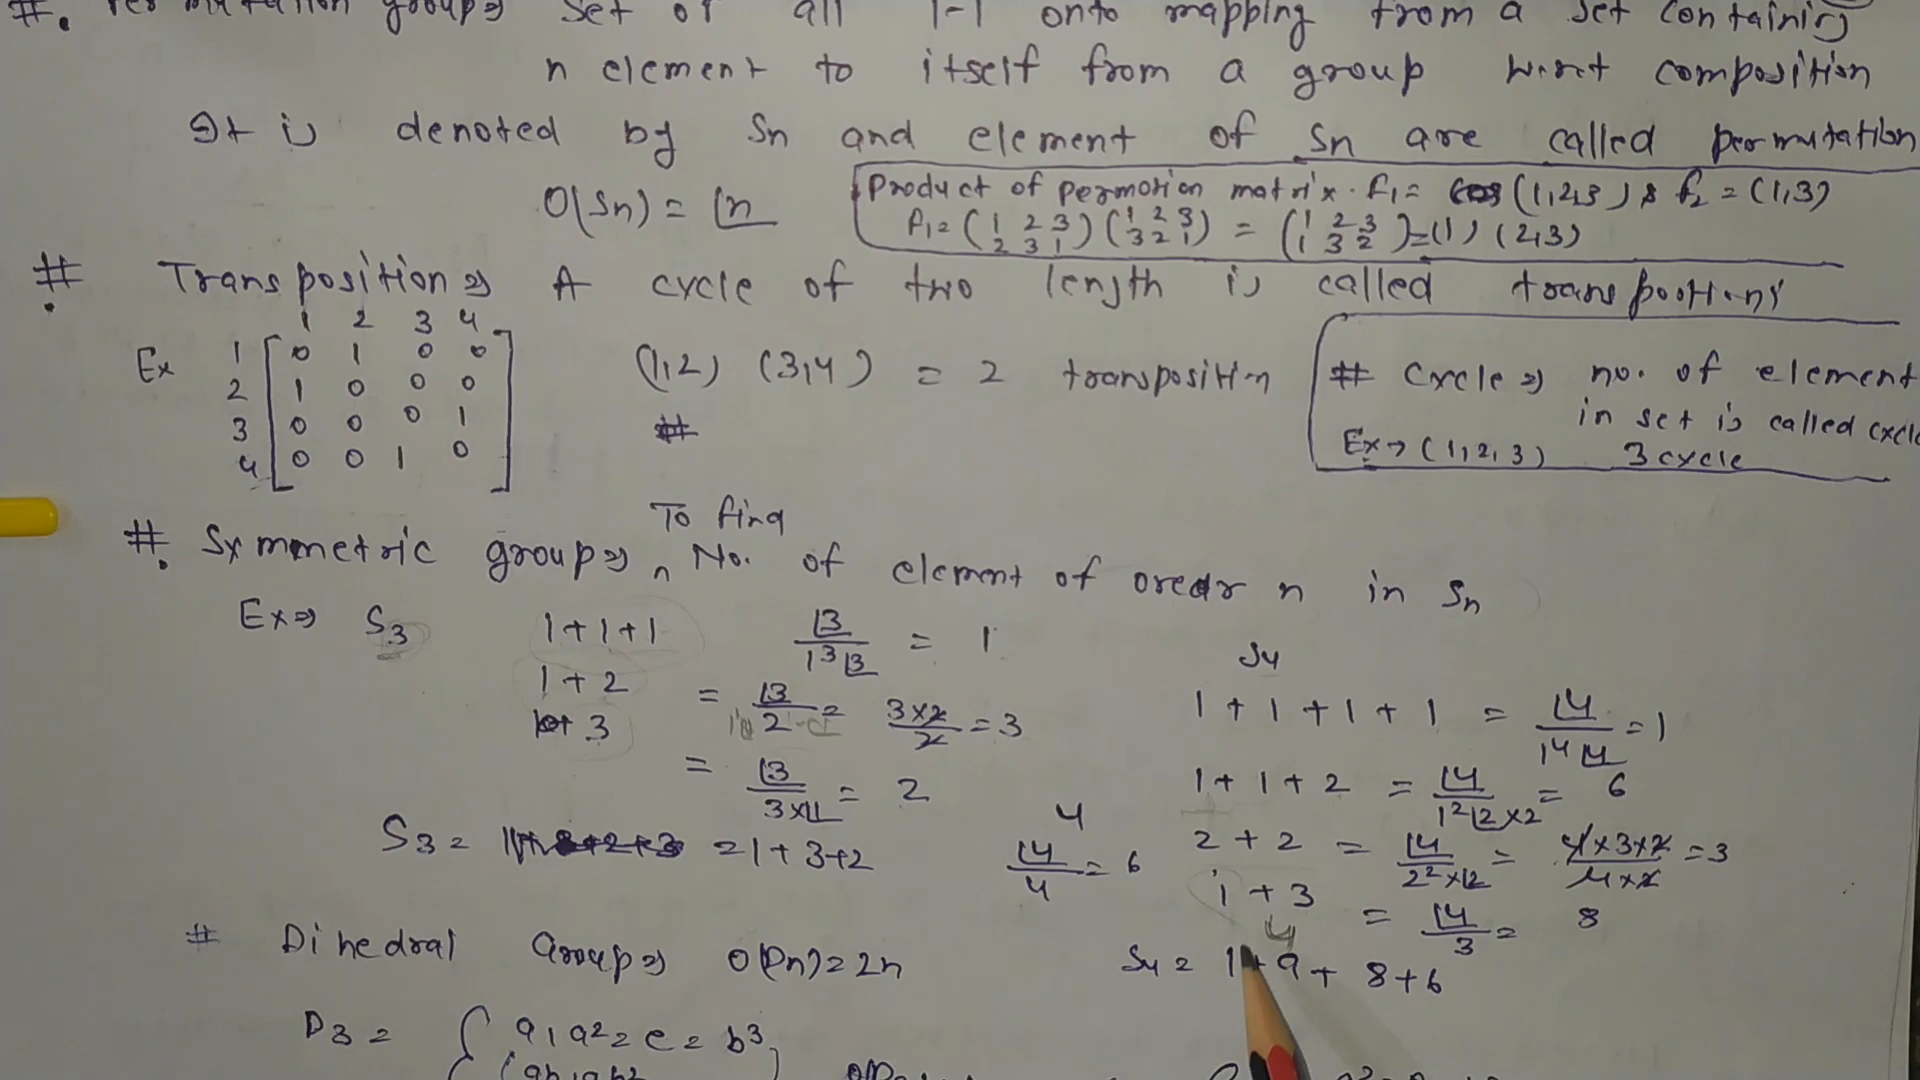 #. Permutation group⇒ Set of all 1-1 onto mapping from a set containing
n element to itself from a group w.r.t composition
It is denoted by Sn and element of Sn are called permutation
O(Sn) = ⌊n
Product of permotion matrix. f1 = (1,2,3) & f2 = (1,3)
f1 = (1 2 3 / 2 3 1) (1 2 3 / 3 2 1) = (1 2 3 / 1 3 2) = (1) (2,3)
# Transposition⇒ A cycle of two length is called
1 2 3 4
Ex 1 [ 0 1 0 0 ]
2 [ 1 0 0 0 ]
3 [ 0 0 0 1 ]
4 [ 0 0 1 0 ]
(1,2) (3,4) = 2 transposition
#
# Cycle⇒ no. of element
in set is called cycle
Ex→ (1,2,3) 3 cycle
To find
#. Symmetric group⇒ No. of element of order n in Sn
Ex⇒ S3
1+1+1 ⌊3 / 1³⌊3 = 1
1+2 = ⌊3 / 2 = 3×2 / 2 = 3
3 = ⌊3 / 3×⌊1 = 2
S3 = = 1+3+2
S4
1+1+1+1 = ⌊4 / 1⁴⌊4 = 1
1+1+2 = ⌊4 / 1²⌊2×2 = 6
2+2 = ⌊4 / 2²×⌊2 = 4×3×2 / 4×2 = 3
1+3 = ⌊4 / 3 = 8
4
⌊4 / 4 = 6
4
S4 = 1+9+8+6
# Dihedral Group⇒ O(Dn) = 2n
D3 = { a, a² = e = b³,
ab, ab²